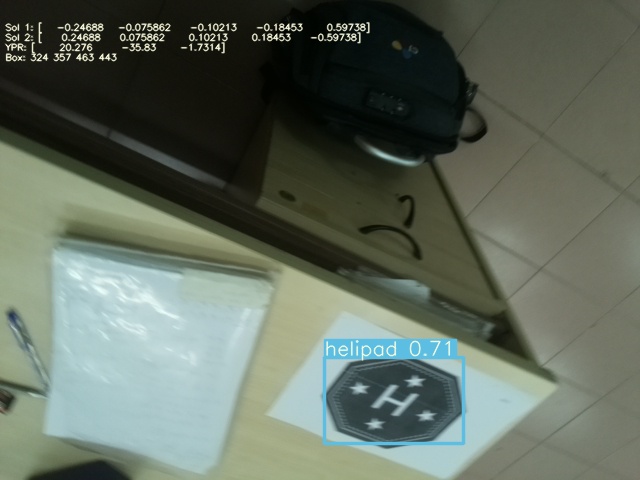 Sol 1: [ -0.24688 -0.075862 -0.10213 -0.18453 0.59738]
Sol 2: [ 0.24688 0.075862 0.10213 0.18453 -0.59738]
YPR: [ 20.276 -35.83 -1.7314]
Box: 324 357 463 443
helipad 0.71
H